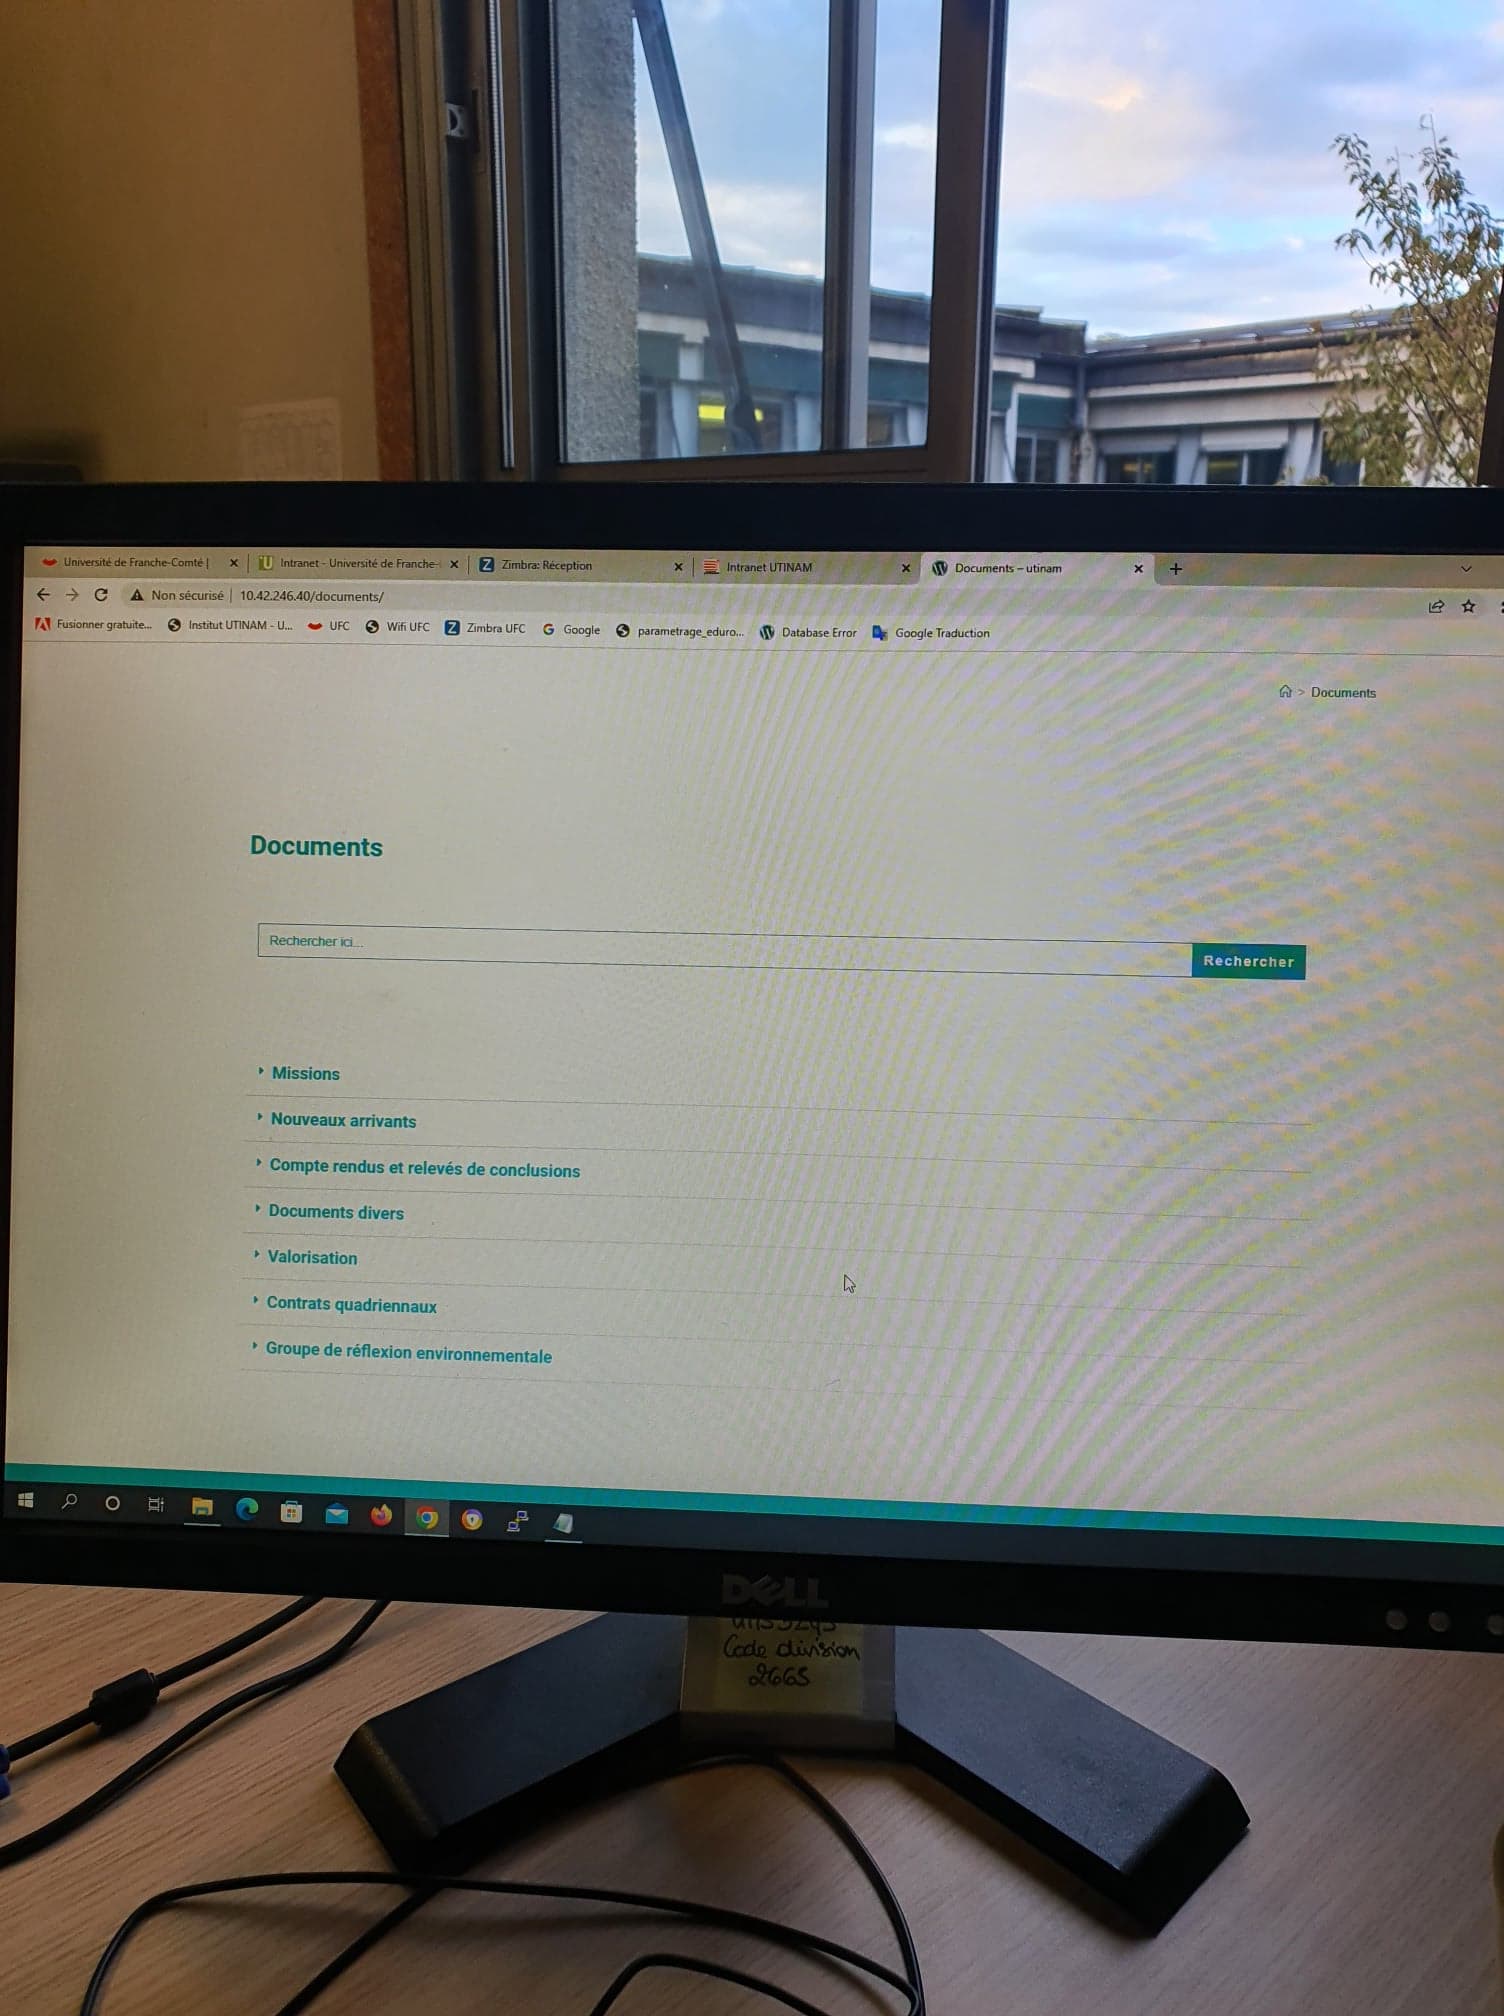 Université de Franche-Comté |
Intranet - Université de Franche-
Zimbra: Réception
Intranet UTINAM
Documents – utinam
Non sécurisé | 10.42.246.40/documents/
Fusionner gratuite...
Institut UTINAM - U...
UFC
Wifi UFC
Zimbra UFC
Google
parametrage_eduro...
Database Error
Google Traduction
> Documents
Documents
Rechercher ici...
Rechercher
Missions
Nouveaux arrivants
Compte rendus et relevés de conclusions
Documents divers
Valorisation
Contrats quadriennaux
Groupe de réflexion environnementale
DELL
Code division